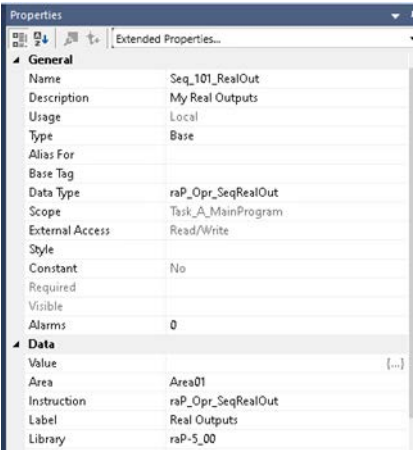 Properties
Extended Properties...
General
Name Seq_101_RealOut
Description My Real Outputs
Usage Local
Type Base
Alias For
Base Tag
Data Type raP_Opr_SeqRealOut
Scope Task_A_MainProgram
External Access Read/Write
Style
Constant No
Required
Visible
Alarms 0
Data
Value {...}
Area Area01
Instruction raP_Opr_SeqRealOut
Label Real Outputs
Library raP-5_00